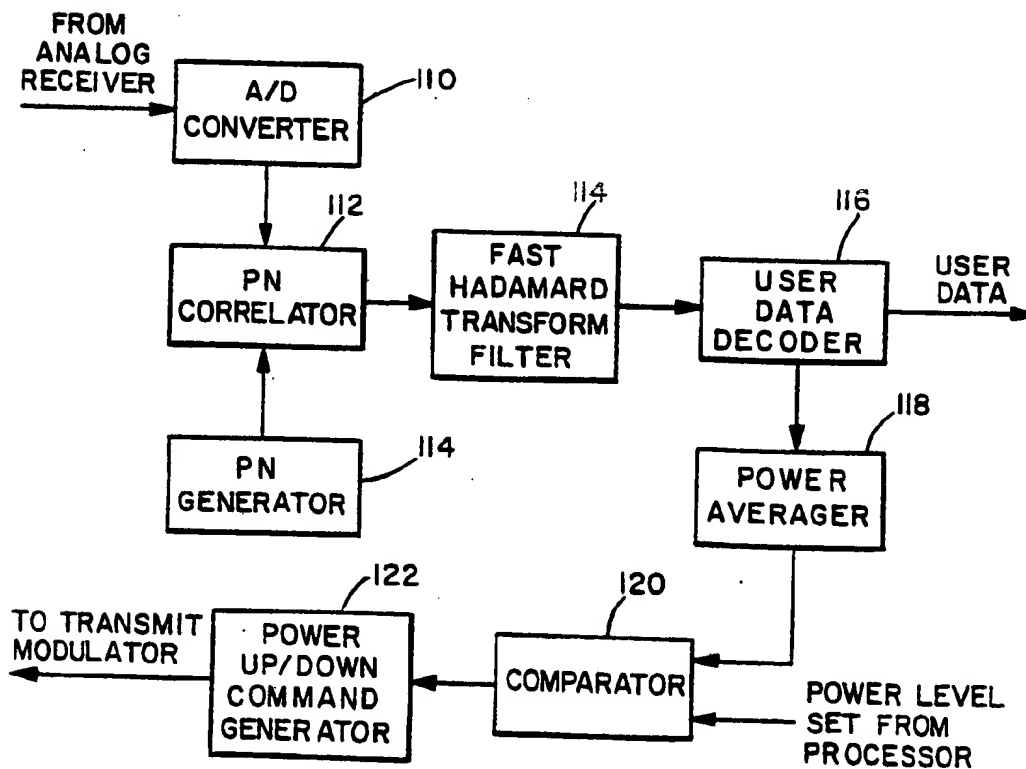 FROM
ANALOG
RECEIVER
A/D
CONVERTER
110
112
PN
CORRELATOR
114
FAST
HADAMARD
TRANSFORM
FILTER
116
USER
DATA
DECODER
USER
DATA
114
PN
GENERATOR
118
POWER
AVERAGER
122
POWER
UP/DOWN
COMMAND
GENERATOR
TO TRANSMIT
MODULATOR
120
COMPARATOR
POWER LEVEL
SET FROM
PROCESSOR